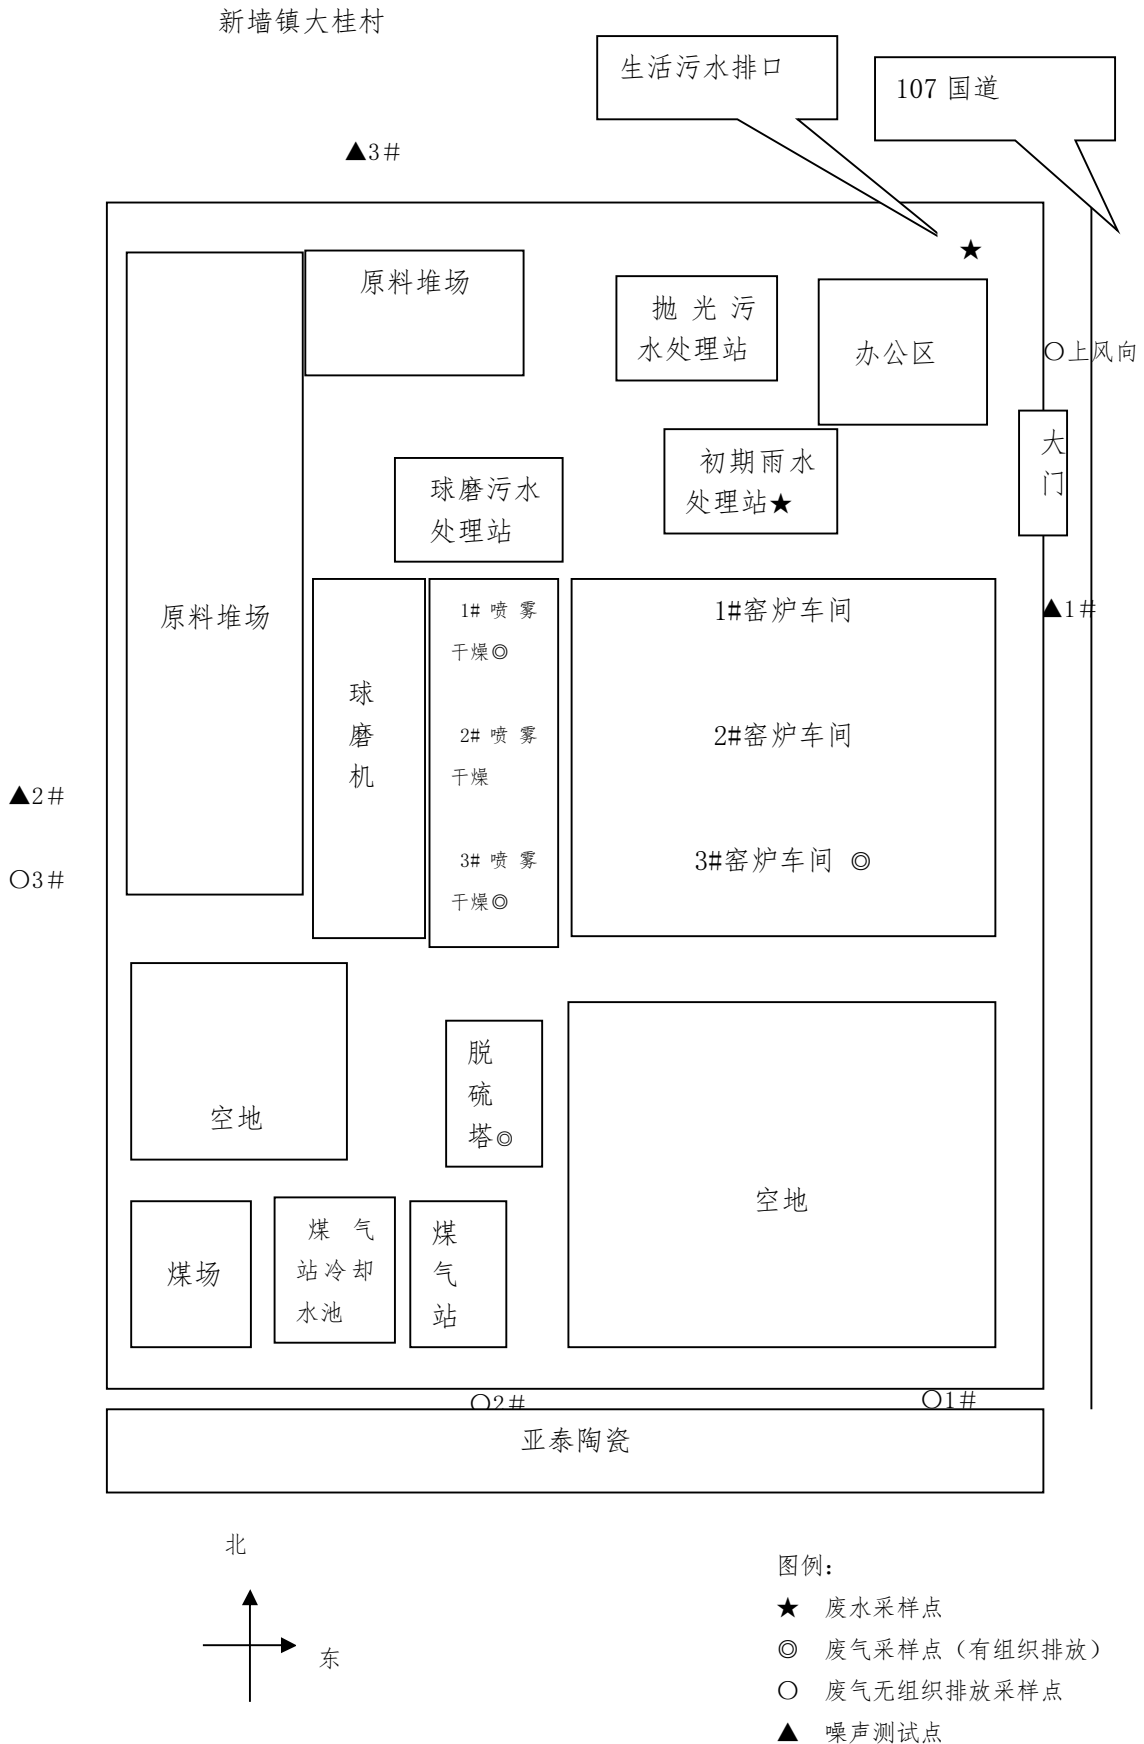 新墙镇大桂村
生活污水排口
107 国道
▲3＃
★
原料堆场
抛 光 污
水处理站
办公区
○上风向
大
门
初期雨水
处理站★
球磨污水
处理站
原料堆场
1# 喷 雾
干燥◎
1#窑炉车间
▲1＃
球
磨
机
2# 喷 雾
干燥
2#窑炉车间
▲2＃
3# 喷 雾
干燥◎
3#窑炉车间 ◎
○3＃
空地
脱
硫
塔◎
空地
煤场
煤 气
站冷却
水池
煤
气
站
○2＃
○1＃
亚泰陶瓷
北
东
图例：
★ 废水采样点
◎ 废气采样点（有组织排放）
○ 废气无组织排放采样点
▲ 噪声测试点